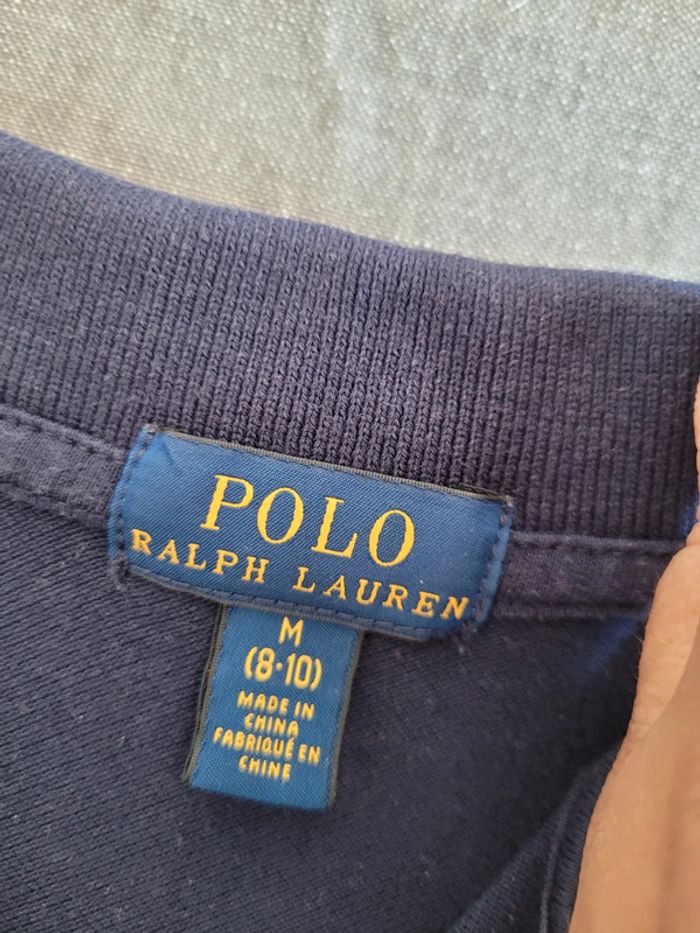 POLO
RALPH LAUREN
M
(8·10)
MADE IN
CHINA
FABRIQUÉ EN
CHINE